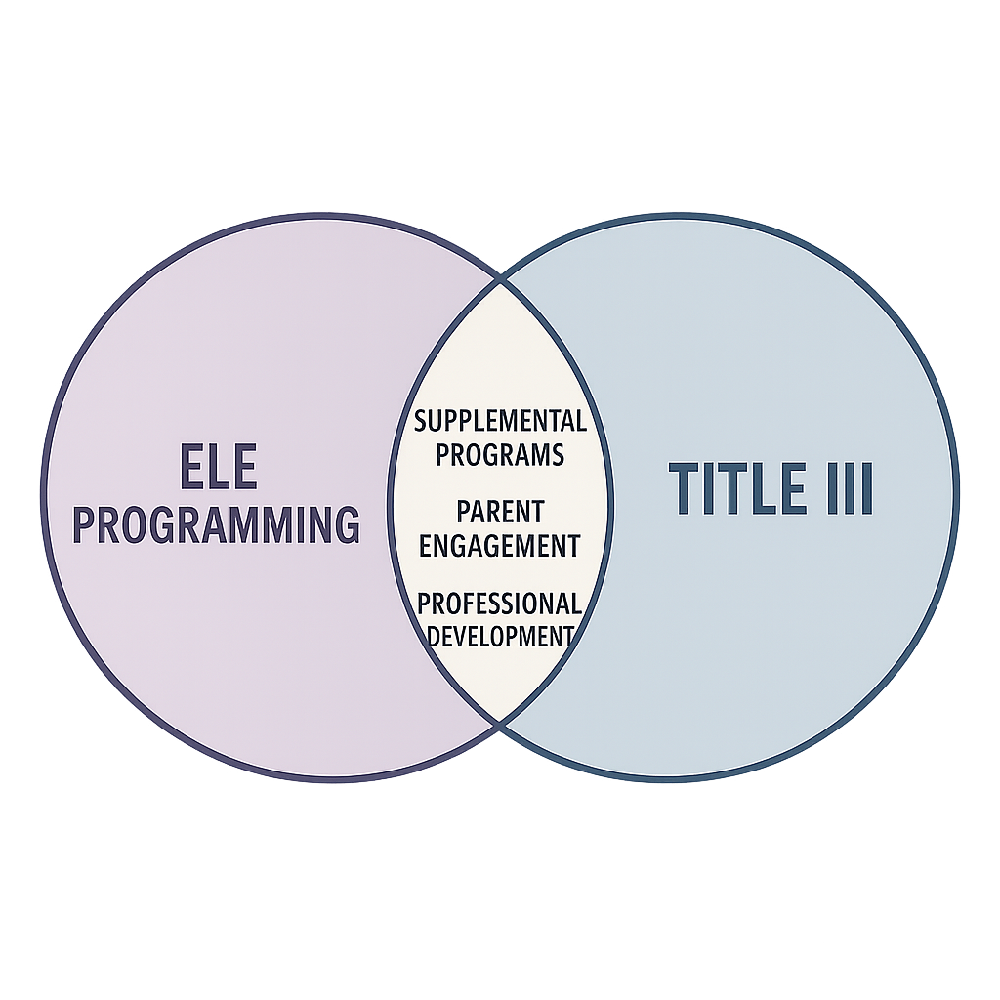 ELE
PROGRAMMING
SUPPLEMENTAL
PROGRAMS
PARENT
ENGAGEMENT
PROFESSIONAL
DEVELOPMENT
TITLE III